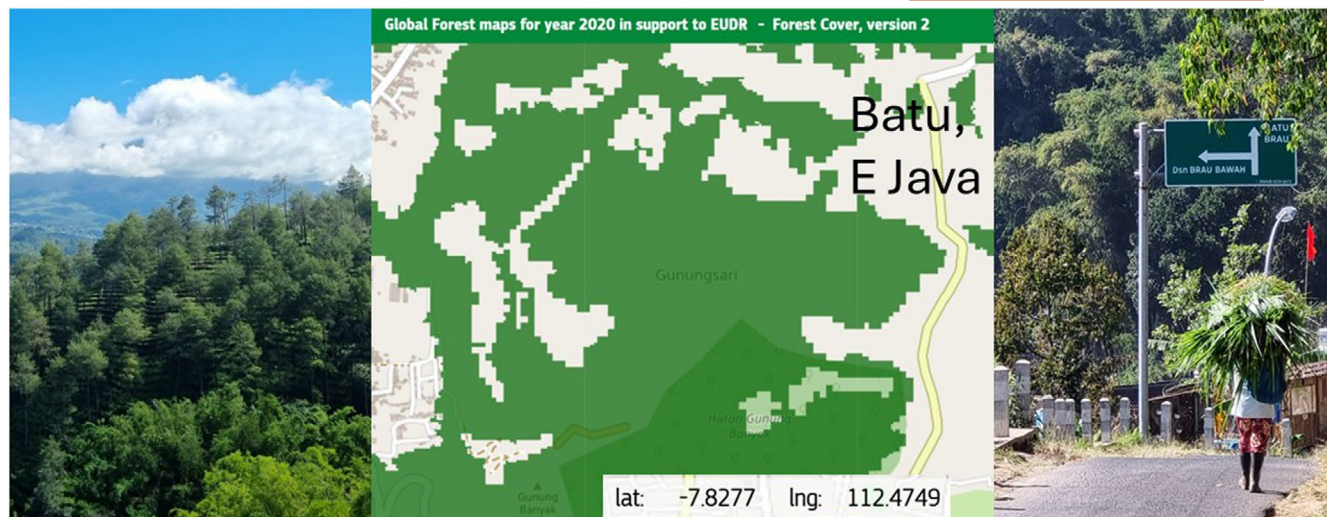 Global Forest maps for year 2020 in support to EUDR - Forest Cover, version 2
Batu,
E Java
Gunungsari
Hutan Gunung
Banyak
Gunung
Banyak
lat: -7.8277 lng: 112.4749
BATU
BRAU
Dsn BRAU BAWAH